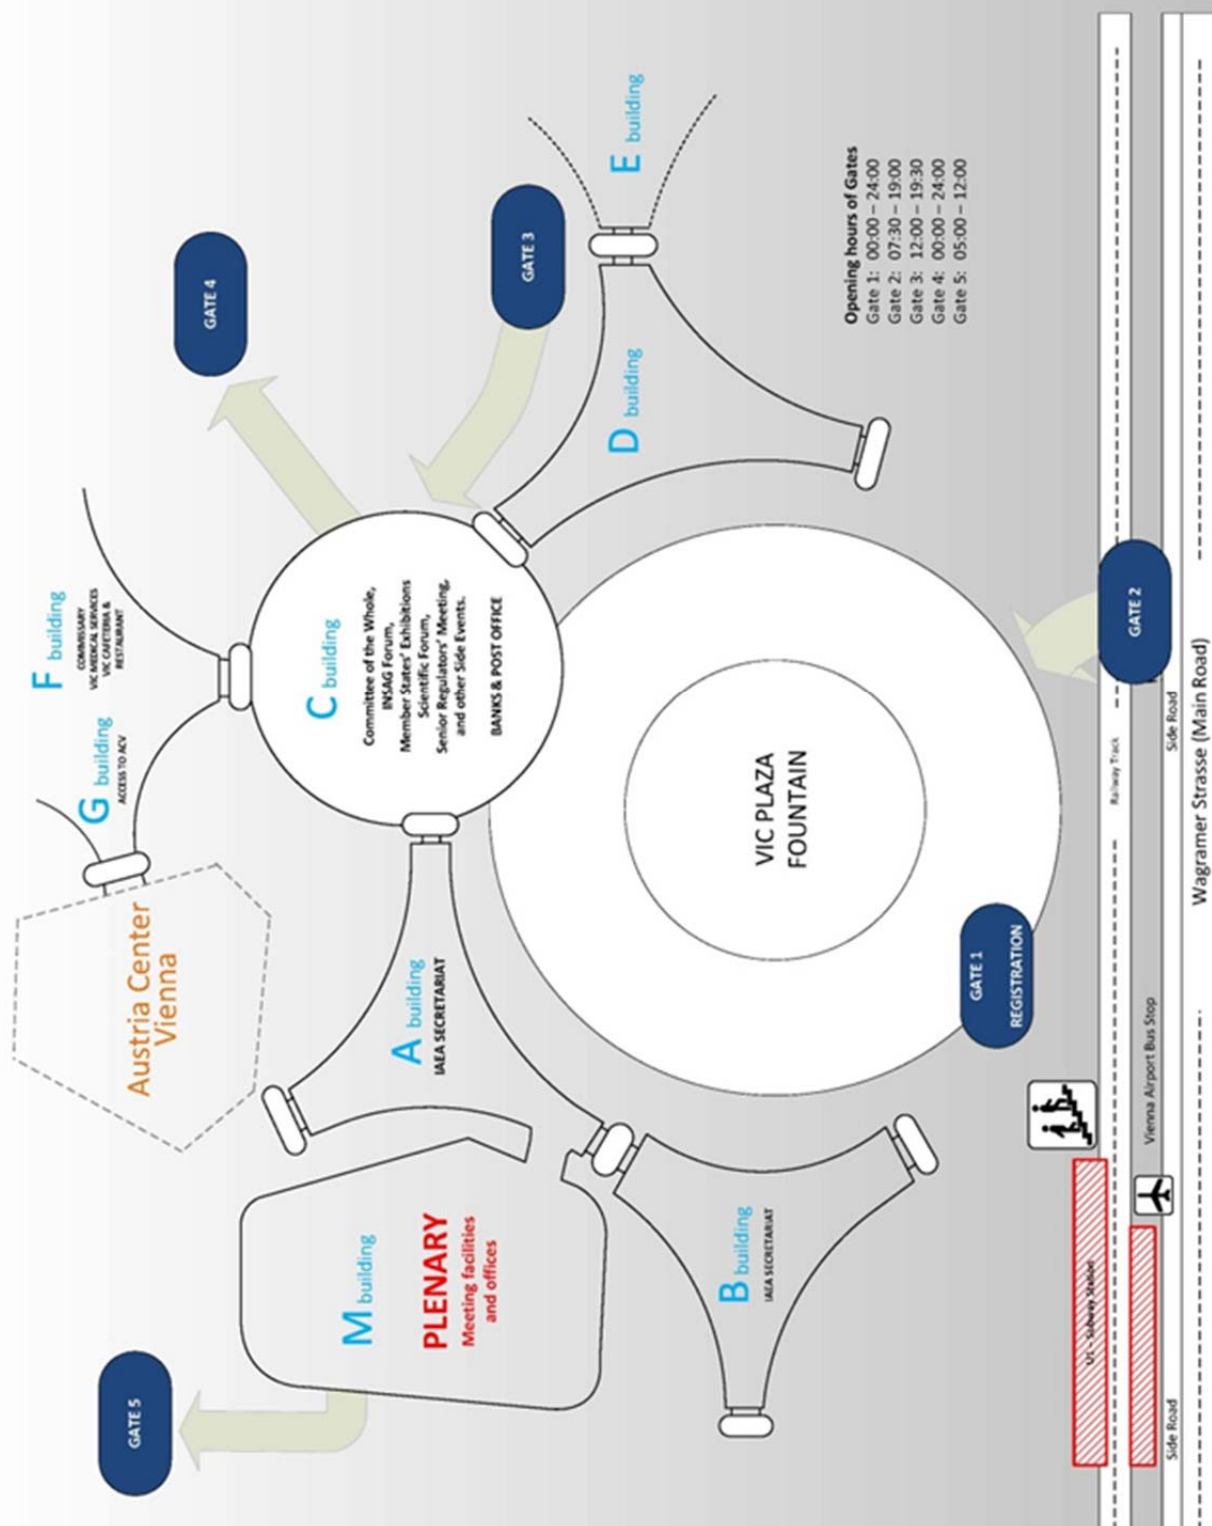 GATE 5
GATE 4
GATE 3
GATE 2
GATE 1
REGISTRATION
Austria Center
Vienna
G building
ACCESS TO ACV
F building
COMMISSARY
VIC MEDICAL SERVICES
VIC CAFETERIA &
RESTAURANT
M building
PLENARY
Meeting facilities
and offices
A building
IAEA SECRETARIAT
C building
Committee of the Whole,
INSAG Forum,
Member States' Exhibitions
Scientific Forum,
Senior Regulators' Meeting,
and other Side Events.
BANKS & POST OFFICE
D building
E building
B building
IAEA SECRETARIAT
VIC PLAZA
FOUNTAIN
Opening hours of Gates
Gate 1: 00:00 – 24:00
Gate 2: 07:30 – 19:00
Gate 3: 12:00 – 19:30
Gate 4: 00:00 – 24:00
Gate 5: 05:00 – 12:00
U1 - Subway Station
Railway Track
Vienna Airport Bus Stop
Side Road
Side Road
Wagramer Strasse (Main Road)